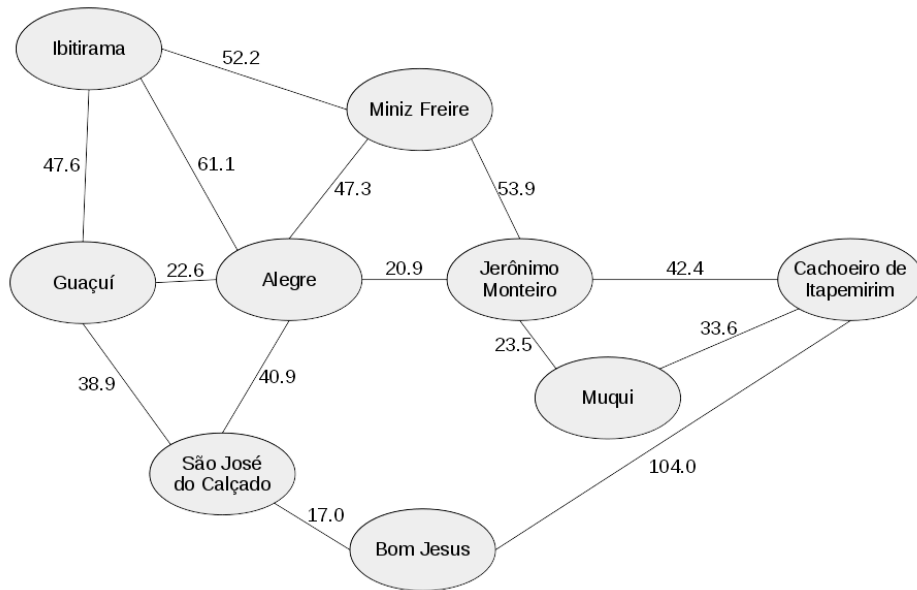 Ibitirama
52.2
Miniz Freire
47.6
61.1
47.3
53.9
Guaçuí
22.6
Alegre
20.9
Jerônimo
Monteiro
42.4
Cachoeiro de
Itapemirim
23.5
33.6
38.9
40.9
Muqui
São José
do Calçado
104.0
17.0
Bom Jesus